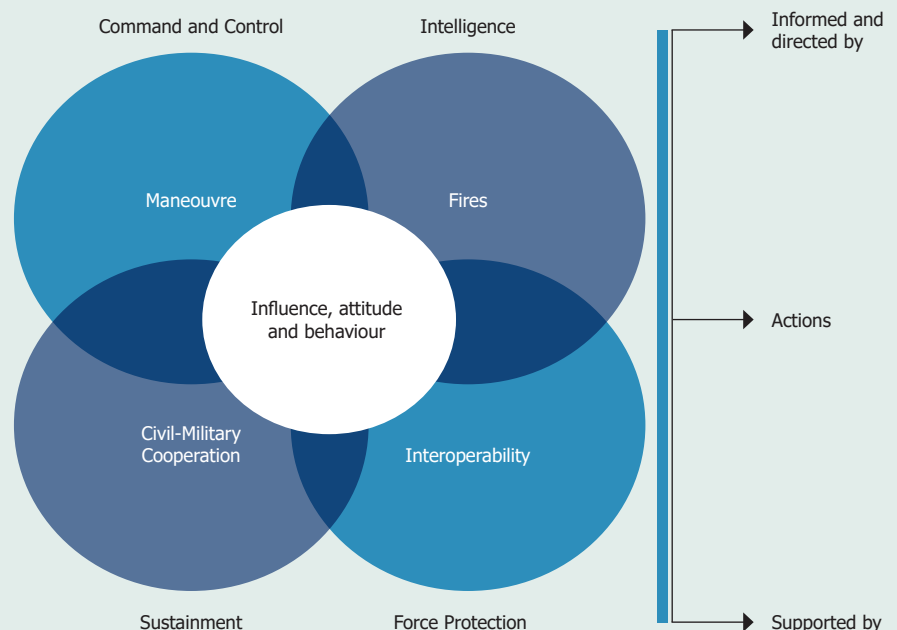 Command and Control
Intelligence
Informed and
directed by
Maneouvre
Fires
Influence, attitude
and behaviour
Actions
Civil-Military
Cooperation
Interoperability
Sustainment
Force Protection
Supported by